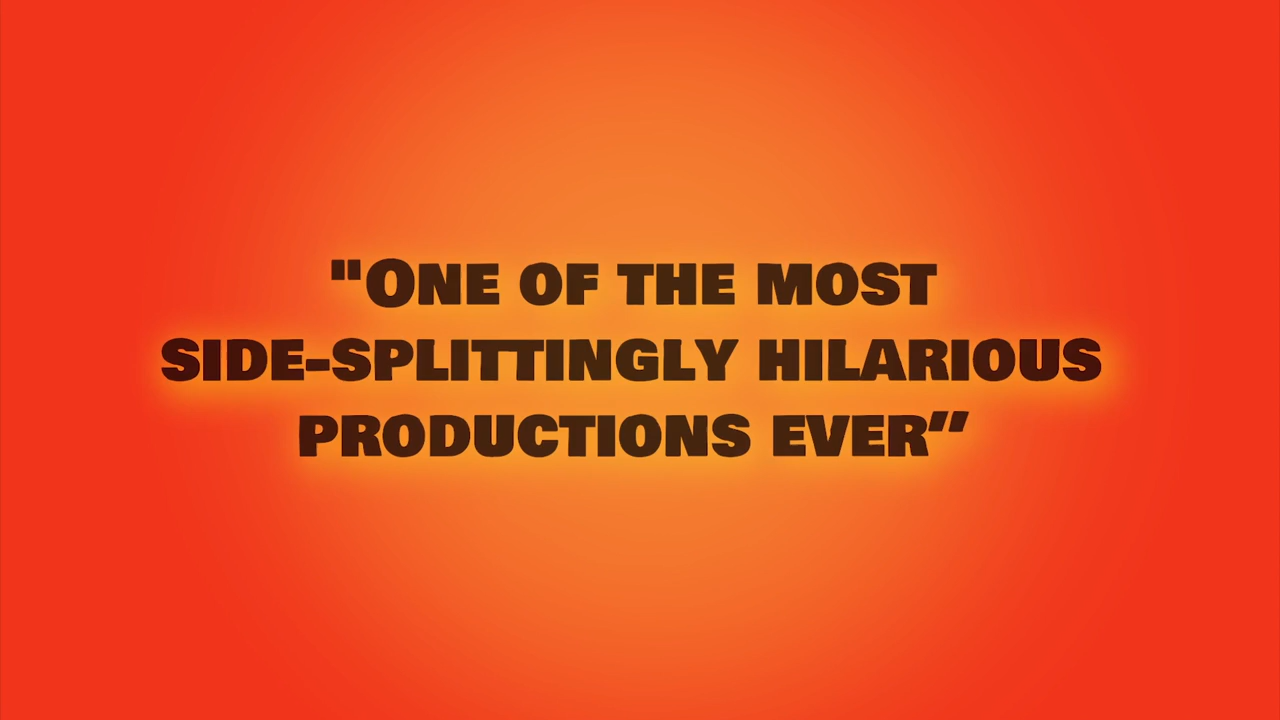 "One of the most
side-splittingly hilarious
productions ever”